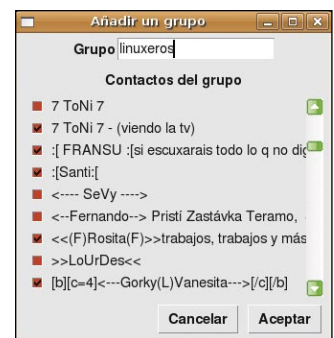 Añadir un grupo
Grupo linuxeros
Contactos del grupo
7 ToNi 7
7 ToNi 7 - (viendo la tv)
:[ FRANSU :[si escuxarais todo lo q no dig
:[Santi:[
<---- SeVy ---->
<--Fernando--> Pristí Zastávka Teramo,
<<(F)Rosita(F)>>trabajos, trabajos y más
>>LoUrDes<<
[b][c=4]<---Gorky(L)Vanesita--->[/c][/b]
Cancelar Aceptar